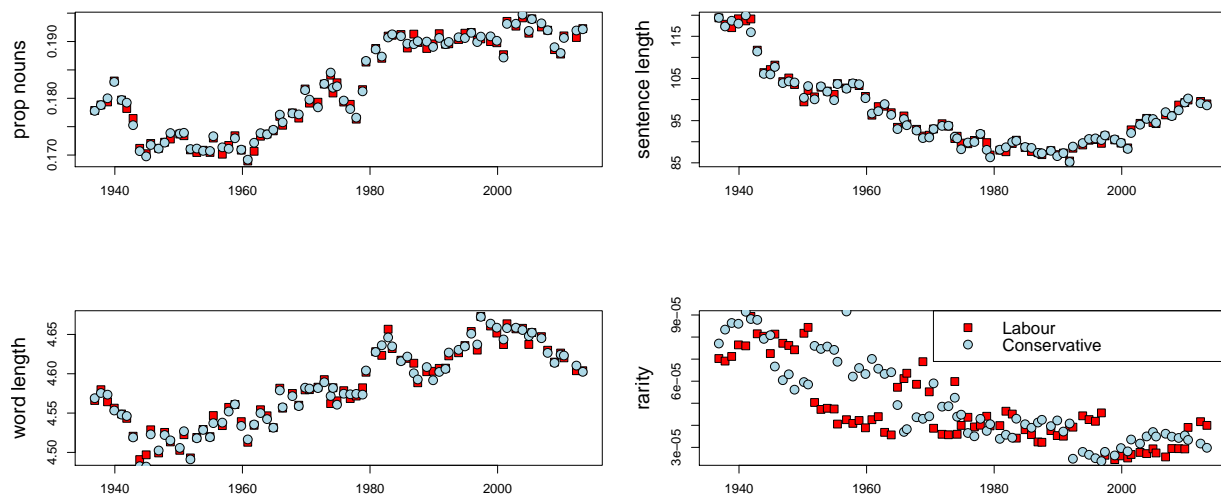 prop nouns
0.190
0.180
0.170
1940 1960 1980 2000
sentence length
115
105
95
85
1940 1960 1980 2000
word length
4.65
4.60
4.55
4.50
1940 1960 1980 2000
rarity
9e−05
6e−05
3e−05
Labour
Conservative
1940 1960 1980 2000